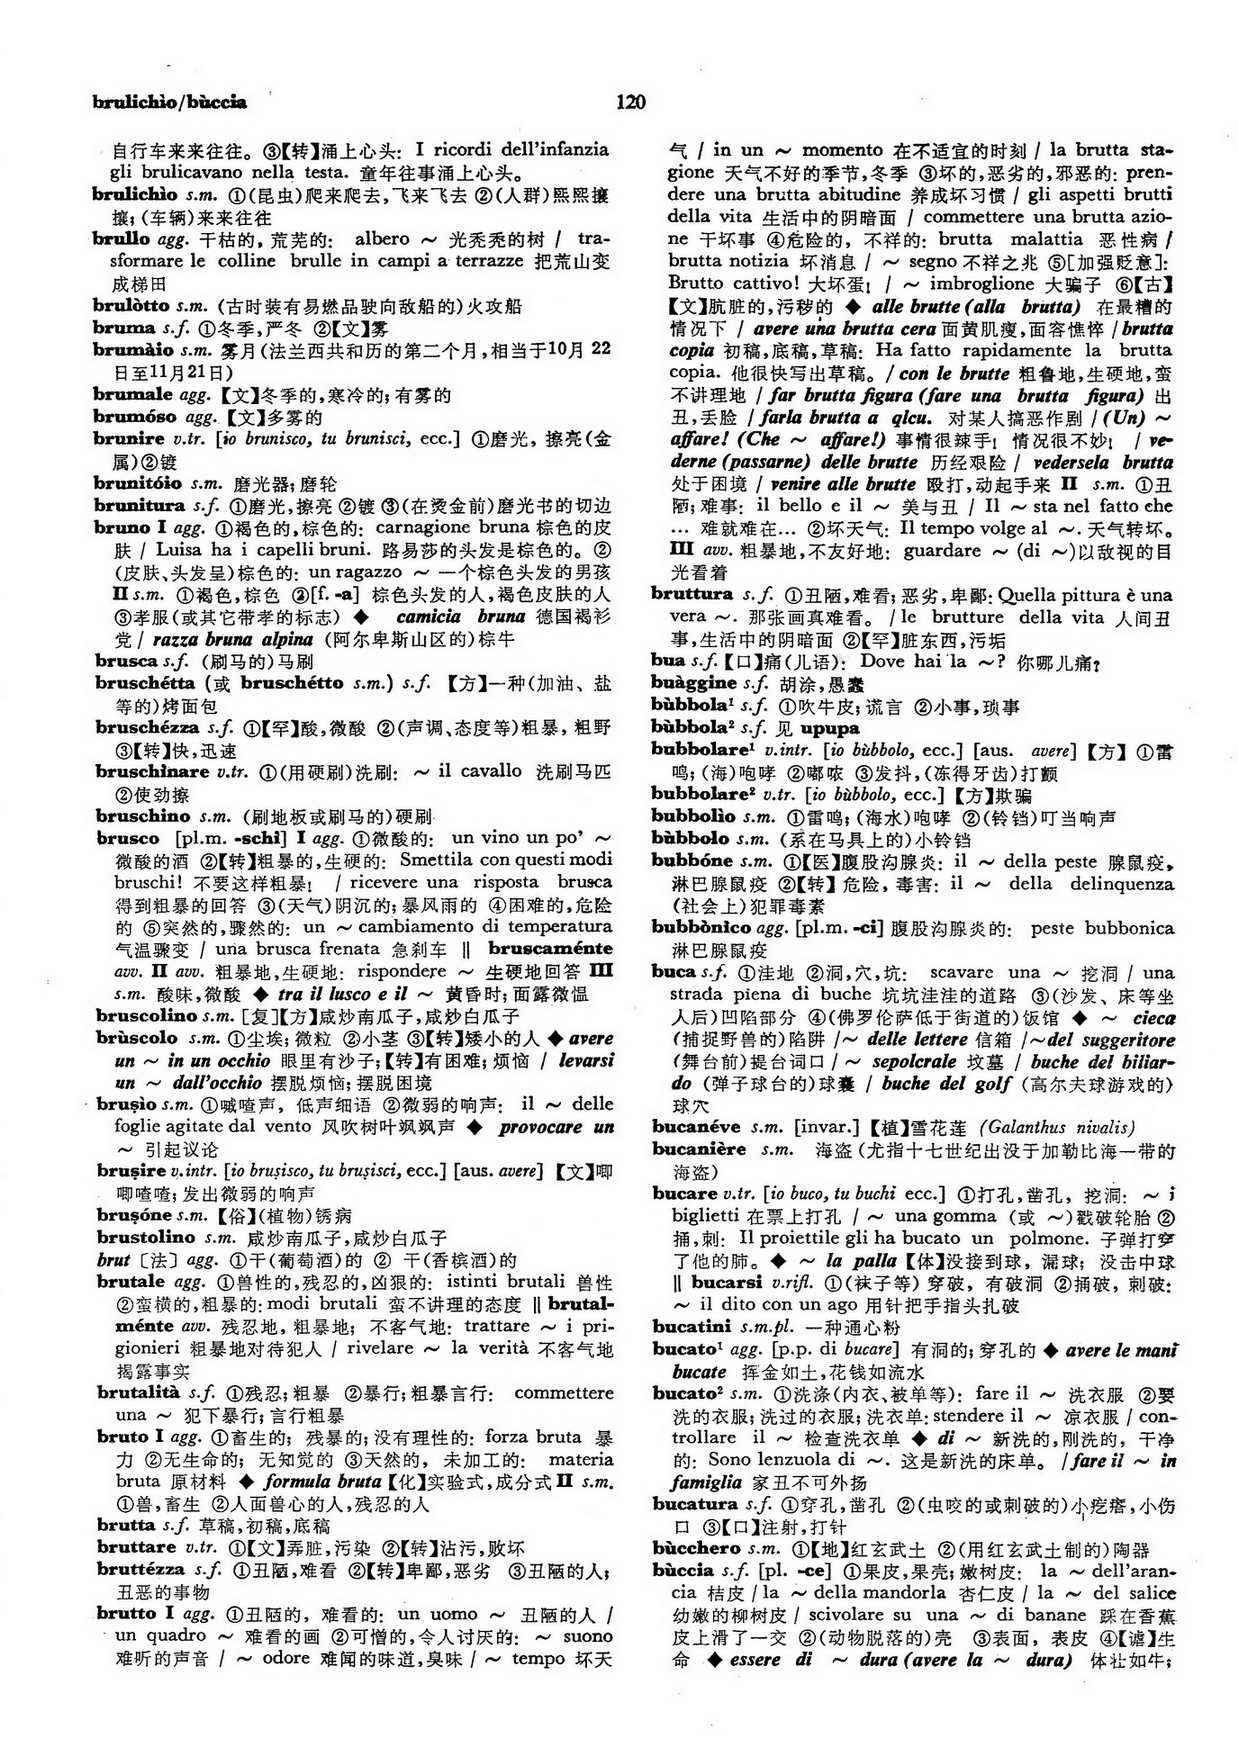 brulichìo/bùccia
120
自行车来来往往。③【转】涌上心头: I ricordi dell'infanzia
gli brulicavano nella testa. 童年往事涌上心头。
brulichìo s.m. ①(昆虫)爬来爬去,飞来飞去 ②(人群)熙熙攘
攘; (车辆)来来往往
brullo agg. 干枯的, 荒芜的: albero ～ 光秃秃的树 / tra-
sformare le colline brulle in campi a terrazze 把荒山变
成梯田
brulòtto s.m. (古时装有易燃品驶向敌船的)火攻船
bruma s.f. ①冬季,严冬 ②【文】雾
brumàio s.m. 雾月(法兰西共和历的第二个月,相当于10月 22
日至11月21日)
brumale agg. 【文】冬季的,寒冷的; 有雾的
brumóso agg. 【文】多雾的
brunire v.tr. [io brunisco, tu brunisci, ecc.] ①磨光, 擦亮(金
属)②镀
brunitóio s.m. 磨光器; 磨轮
brunitura s.f. ①磨光,擦亮 ②镀 ③(在烫金前)磨光书的切边
bruno I agg. ①褐色的,棕色的: carnagione bruna 棕色的皮
肤 / Luisa ha i capelli bruni. 路易莎的头发是棕色的。②
(皮肤、头发呈)棕色的: un ragazzo ～ 一个棕色头发的男孩
II s.m. ①褐色,棕色 ②[f. -a] 棕色头发的人,褐色皮肤的人
③孝服(或其它带孝的标志) ◆ camicia bruna 德国褐衫
党 / razza bruna alpina (阿尔卑斯山区的)棕牛
brusca s.f. (刷马的)马刷
bruschétta (或 bruschétto s.m.) s.f. 【方】一种(加油、盐
等的)烤面包
bruschézza s.f. ①【罕】酸,微酸 ②(声调、态度等)粗暴, 粗野
③【转】快,迅速
bruschinare v.tr. ①(用硬刷)洗刷: ～ il cavallo 洗刷马匹
②使劲擦
bruschino s.m. (刷地板或刷马的)硬刷
brusco [pl.m. -schi] I agg. ①微酸的: un vino un po' ～
微酸的酒 ②【转】粗暴的,生硬的: Smettila con questi modi
bruschi! 不要这样粗暴! / ricevere una risposta brusca
得到粗暴的回答 ③(天气)阴沉的; 暴风雨的 ④困难的,危险
的 ⑤突然的,骤然的: un ～ cambiamento di temperatura
气温骤变 / una brusca frenata 急刹车 ‖ bruscaménte
avv. II avv. 粗暴地,生硬地: rispondere ～ 生硬地回答 III
s.m. 酸味,微酸 ◆ tra il lusco e il ～ 黄昏时; 面露微愠
bruscolino s.m. [复]【方】咸炒南瓜子,咸炒白瓜子
brùscolo s.m. ①尘埃; 微粒 ②小茎 ③【转】矮小的人 ◆ avere
un ～ in un occhio 眼里有沙子; 【转】有困难; 烦恼 / levarsi
un ～ dall'occhio 摆脱烦恼; 摆脱困境
brusìo s.m. ①喊喳声, 低声细语 ②微弱的响声: il ～ delle
foglie agitate dal vento 风吹树叶飒飒声 ◆ provocare un
～ 引起议论
bruṣire v.intr. [io bruṣisco, tu bruṣisci, ecc.] [aus. avere] 【文】唧
唧喳喳; 发出微弱的响声
bruṣóne s.m. 【俗】(植物)锈病
brustolino s.m. 咸炒南瓜子,咸炒白瓜子
brut〔法〕agg. ①干(葡萄酒)的 ② 干(香槟酒)的
brutale agg. ①兽性的,残忍的,凶狠的: istinti brutali 兽性
②蛮横的,粗暴的: modi brutali 蛮不讲理的态度 ‖ brutal-
ménte avv. 残忍地, 粗暴地; 不客气地: trattare ～ i pri-
gionieri 粗暴地对待犯人 / rivelare ～ la verità 不客气地
揭露事实
brutalità s.f. ①残忍; 粗暴 ②暴行; 粗暴言行: commettere
una ～ 犯下暴行; 言行粗暴
bruto I agg. ①畜生的; 残暴的; 没有理性的: forza bruta 暴
力 ②无生命的; 无知觉的 ③天然的, 未加工的: materia
bruta 原材料 ◆ formula bruta 【化】实验式,成分式 II s.m.
①兽,畜生 ②人面兽心的人,残忍的人
brutta s.f. 草稿,初稿,底稿
bruttare v.tr. ①【文】弄脏,污染 ②【转】沾污,败坏
bruttézza s.f. ①丑陋,难看 ②【转】卑鄙,恶劣 ③丑陋的人;
丑恶的事物
brutto I agg. ①丑陋的, 难看的: un uomo ～ 丑陋的人 /
un quadro ～ 难看的画 ②可憎的,令人讨厌的: ～ suono
难听的声音 / ～ odore 难闻的味道,臭味 / ～ tempo 坏天
气 / in un ～ momento 在不适宜的时刻 / la brutta sta-
gione 天气不好的季节,冬季 ③坏的,恶劣的,邪恶的: pren-
dere una brutta abitudine 养成坏习惯 / gli aspetti brutti
della vita 生活中的阴暗面 / commettere una brutta azio-
ne 干坏事 ④危险的, 不祥的: brutta malattia 恶性病 /
brutta notizia 坏消息 / ～ segno 不祥之兆 ⑤[加强贬意]:
Brutto cattivo! 大坏蛋! / ～ imbroglione 大骗子 ⑥【古】
【文】肮脏的,污秽的 ◆ alle brutte (alla brutta) 在最糟的
情况下 / avere una brutta cera 面黄肌瘦,面容憔悴 / brutta
copia 初稿,底稿,草稿: Ha fatto rapidamente la brutta
copia. 他很快写出草稿。/ con le brutte 粗鲁地,生硬地,蛮
不讲理地 / far brutta figura (fare una brutta figura) 出
丑,丢脸 / farla brutta a qlcu. 对某人搞恶作剧 / (Un) ～
affare! (Che ～ affare!) 事情很辣手! 情况很不妙! / ve-
derne (passarne) delle brutte 历经艰险 / vedersela brutta
处于困境 / venire alle brutte 殴打,动起手来 II s.m. ①丑
陋; 难事: il bello e il ～ 美与丑 / Il ～ sta nel fatto che
… 难就难在… ②坏天气: Il tempo volge al ～. 天气转坏。
III avv. 粗暴地,不友好地: guardare ～ (di ～)以敌视的目
光看着
bruttura s.f. ①丑陋,难看; 恶劣,卑鄙: Quella pittura è una
vera ～. 那张画真难看。/ le brutture della vita 人间丑
事,生活中的阴暗面 ②【罕】脏东西,污垢
bua s.f. 【口】痛(儿语): Dove hai la ～? 你哪儿痛?
buàggine s.f. 胡涂,愚蠢
bùbbola¹ s.f. ①吹牛皮; 谎言 ②小事,琐事
bùbbola² s.f. 见 upupa
bubbolare¹ v.intr. [io bùbbolo, ecc.] [aus. avere] 【方】 ①雷
鸣; (海)咆哮 ②嘟哝 ③发抖,(冻得牙齿)打颤
bubbolare² v.tr. [io bùbbolo, ecc.] 【方】欺骗
bubbolìo s.m. ①雷鸣; (海水)咆哮 ②(铃铛)叮当响声
bùbbolo s.m. (系在马具上的)小铃铛
bubbóne s.m. ①【医】腹股沟腺炎: il ～ della peste 腺鼠疫,
淋巴腺鼠疫 ②【转】 危险, 毒害: il ～ della delinquenza
(社会上)犯罪毒素
bubbònico agg. [pl.m. -ci] 腹股沟腺炎的: peste bubbonica
淋巴腺鼠疫
buca s.f. ①洼地 ②洞,穴,坑: scavare una ～ 挖洞 / una
strada piena di buche 坑坑洼洼的道路 ③(沙发、床等坐
人后)凹陷部分 ④(佛罗伦萨低于街道的)饭馆 ◆ ～ cieca
(捕捉野兽的)陷阱 /～ delle lettere 信箱 /～del suggeritore
(舞台前)提台词口 / ～ sepolcrale 坟墓 / buche del biliar-
do (弹子球台的)球囊 / buche del golf (高尔夫球游戏的)
球穴
bucanéve s.m. [invar.] 【植】雪花莲 (Galanthus nivalis)
bucanière s.m. 海盗(尤指十七世纪出没于加勒比海一带的
海盗)
bucare v.tr. [io buco, tu buchi ecc.] ①打孔,凿孔, 挖洞: ～ i
biglietti 在票上打孔 / ～ una gomma (或 ～)戳破轮胎 ②
捅,刺: Il proiettile gli ha bucato un polmone. 子弹打穿
了他的肺。◆ ～ la palla 【体】没接到球, 漏球; 没击中球
‖ bucarsi v.rifl. ①(袜子等) 穿破, 有破洞 ②捅破, 刺破:
～ il dito con un ago 用针把手指头扎破
bucatini s.m.pl. 一种通心粉
bucato¹ agg. [p.p. di bucare] 有洞的; 穿孔的 ◆ avere le mani
bucate 挥金如土,花钱如流水
bucato² s.m. ①洗涤(内衣、被单等): fare il ～ 洗衣服 ②要
洗的衣服; 洗过的衣服; 洗衣单: stendere il ～ 凉衣服 / con-
trollare il ～ 检查洗衣单 ◆ di ～ 新洗的,刚洗的, 干净
的: Sono lenzuola di ～. 这是新洗的床单。/fare il ～ in
famiglia 家丑不可外扬
bucatura s.f. ①穿孔,凿孔 ②(虫咬的或刺破的)小疙瘩,小伤
口 ③【口】注射,打针
bùcchero s.m. ①【地】红玄武土 ②(用红玄武土制的)陶器
bùccia s.f. [pl. -ce] ①果皮,果壳; 嫩树皮: la ～ dell'aran-
cia 桔皮 / la ～ della mandorla 杏仁皮 / la ～ del salice
幼嫩的柳树皮 / scivolare su una ～ di banane 踩在香蕉
皮上滑了一交 ②(动物脱落的)壳 ③表面, 表皮 ④【谑】生
命 ◆ essere di ～ dura (avere la ～ dura) 体壮如牛;